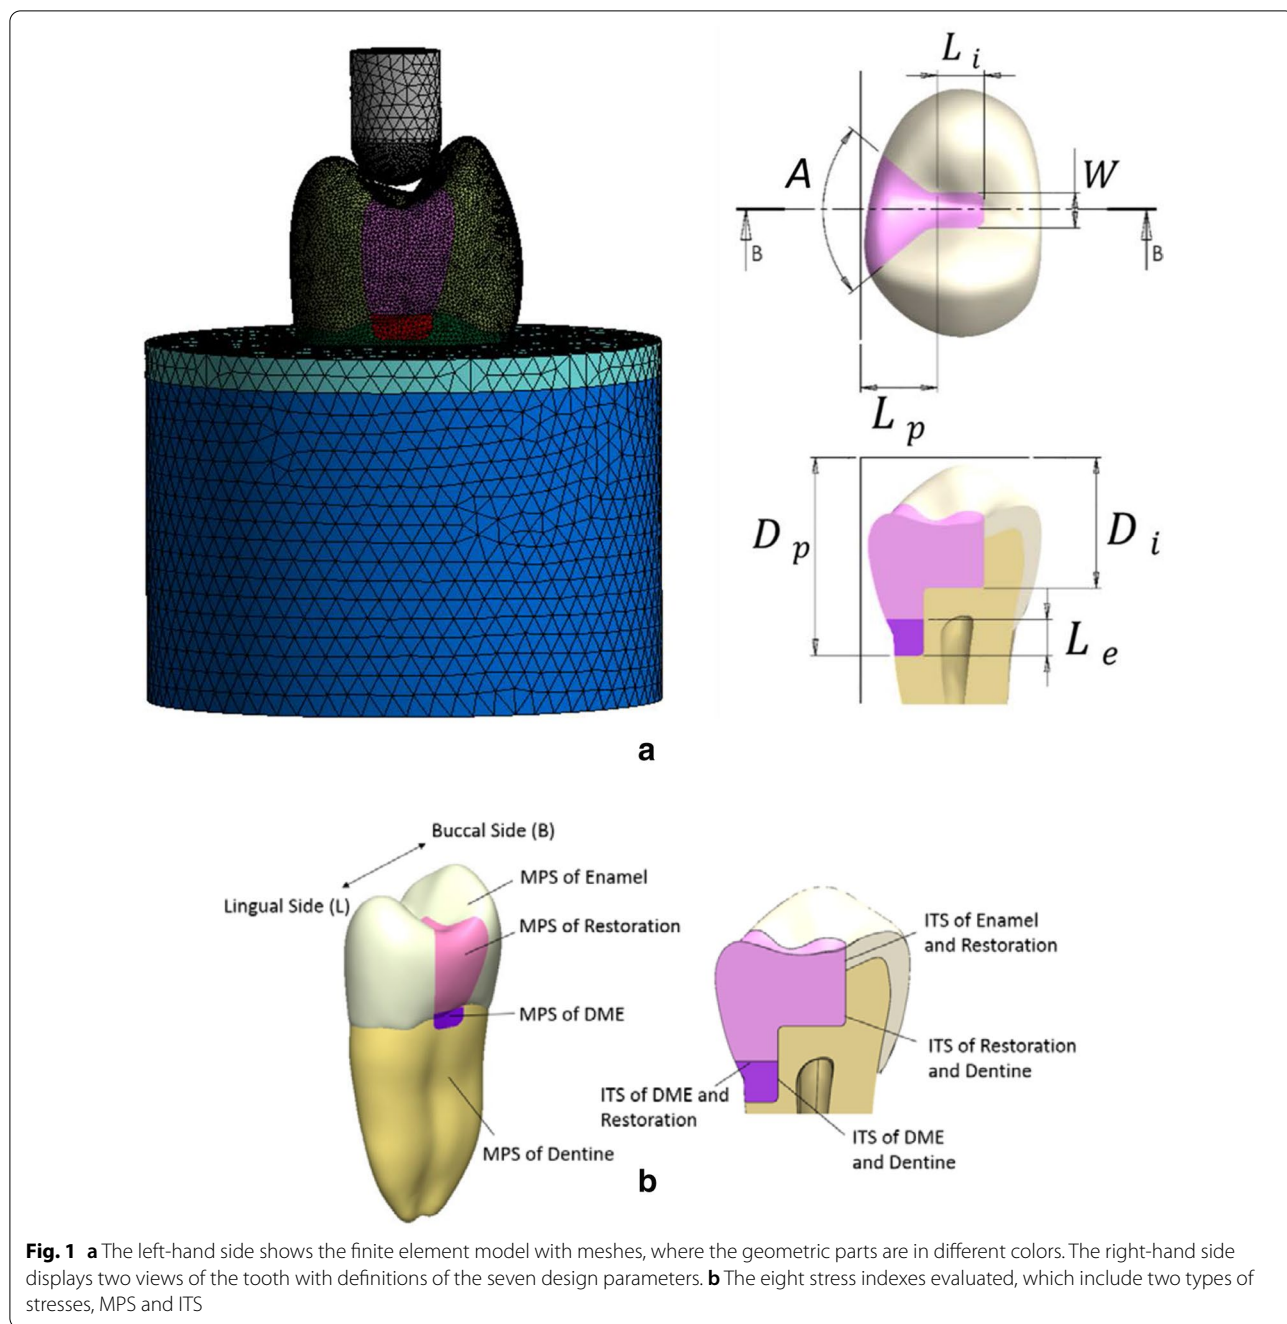 L i
A
W
B
B
L p
D p
D i
L e
a
Buccal Side (B)
Lingual Side (L)
MPS of Enamel
MPS of Restoration
MPS of DME
MPS of Dentine
ITS of Enamel
and Restoration
ITS of Restoration
and Dentine
ITS of DME and
Restoration
ITS of DME
and Dentine
b
Fig. 1 a The left-hand side shows the finite element model with meshes, where the geometric parts are in different colors. The right-hand side
displays two views of the tooth with definitions of the seven design parameters. b The eight stress indexes evaluated, which include two types of
stresses, MPS and ITS